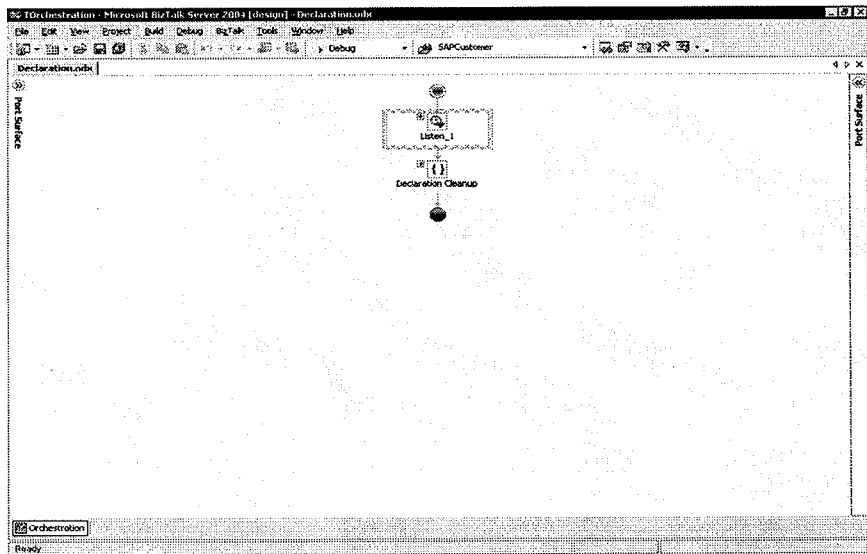 TOrchestration - Microsoft BizTalk Server 2004 [design] - Declaration.odx
File Edit View Project Build Debug BizTalk Tools Window Help
Debug SAPCustomer
Declaration.odx
Port Surface
Port Surface
Listen_1
Declaration Cleanup
Orchestration
Ready